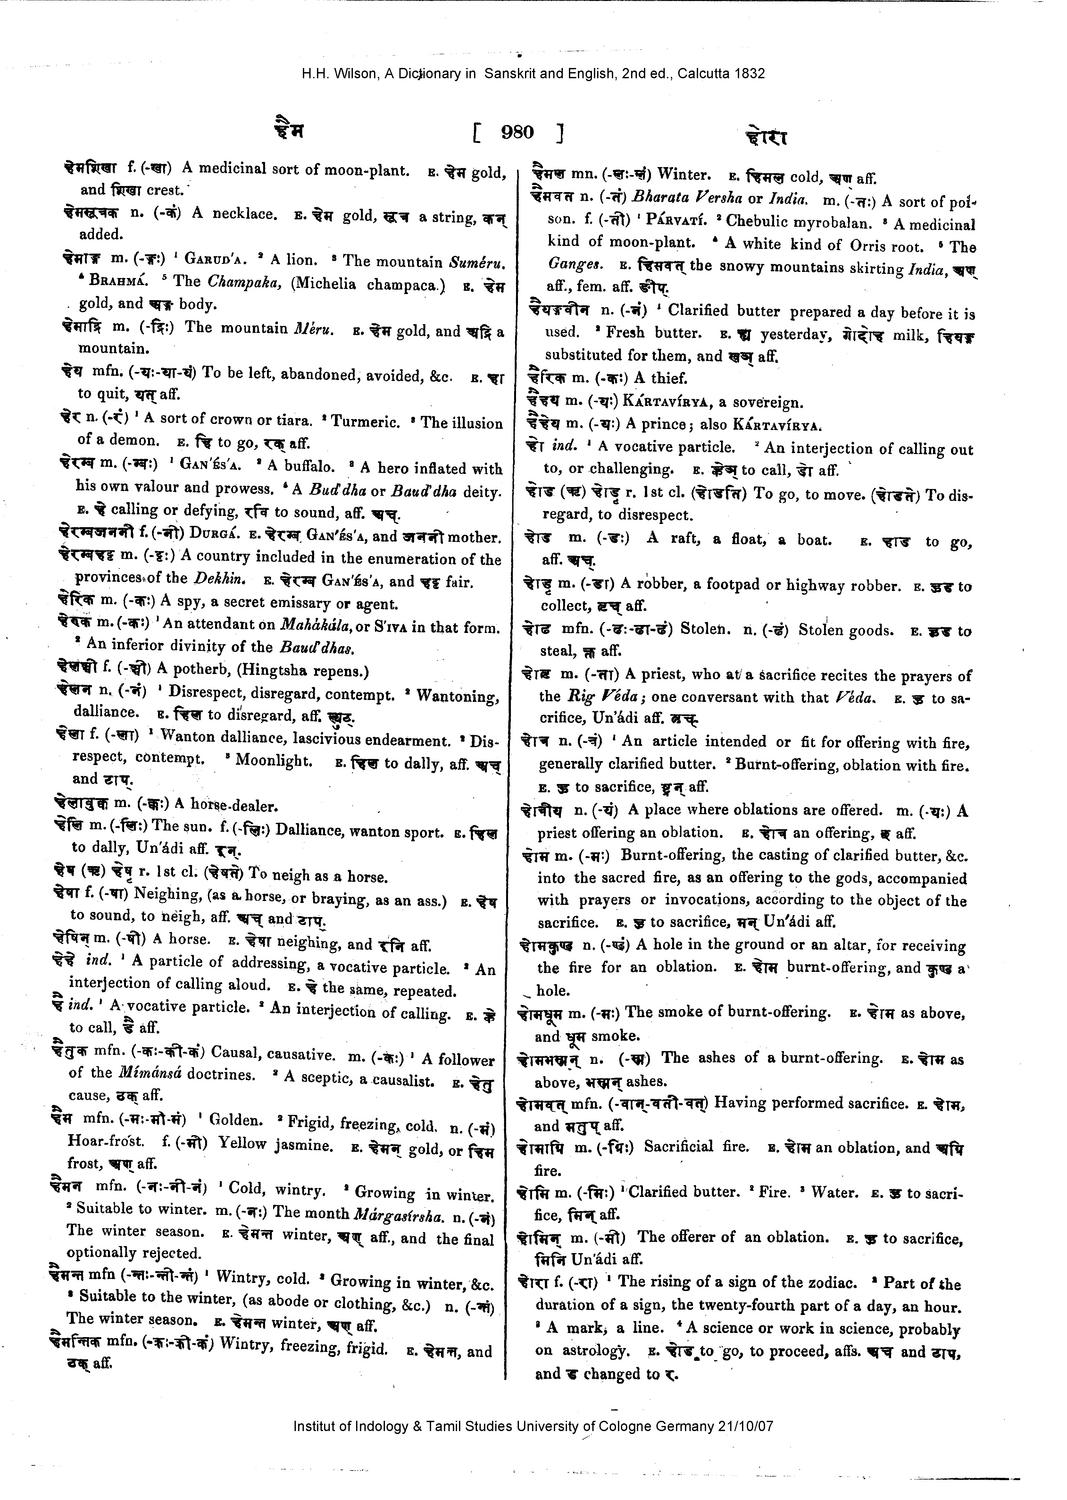 H.H. Wilson, A Dictionary in Sanskrit and English, 2nd ed., Calcutta 1832
हैम [ 980 ] होरा
हेमशिखा f. (-खा) A medicinal sort of moon-plant. E. हेम gold,
and शिखा crest.
हेमसूचक n. (-कं) A necklace. E. हेम gold, सूच a string, कन्
added.
हेमाङ्ग m. (-ङ्गः) ¹ GARUD'A. ² A lion. ³ The mountain Suméru.
⁴ BRAHMÁ. ⁵ The Champaka, (Michelia champaca.) E. हेम
gold, and अङ्ग body.
हेमाद्रि m. (-द्रिः) The mountain Méru. E. हेम gold, and अद्रि a
mountain.
हेय mfn. (-यः-या-यं) To be left, abandoned, avoided, &c. E. हा
to quit, यत् aff.
हेर n. (-रं) ¹ A sort of crown or tiara. ² Turmeric. ³ The illusion
of a demon. E. हि to go, रक् aff.
हेरम्ब m. (-म्बः) ¹ GAN'ÉS'A. ² A buffalo. ³ A hero inflated with
his own valour and prowess. ⁴ A Bud'dha or Baud'dha deity.
E. हे calling or defying, रवि to sound, aff. अच्.
हेरम्बजननी f. (-नी) DURGÁ. E. हेरम्ब GAN'ÉS'A, and जननी mother.
हेरम्बहट्ट m. (-ट्टः) A country included in the enumeration of the
provinces of the Dekhin. E. हेरम्ब GAN'ÉS'A, and हट्ट fair.
हेरिक m. (-कः) A spy, a secret emissary or agent.
हेरुक m. (-कः) ¹ An attendant on Mahákála, or S'IVA in that form.
² An inferior divinity of the Baud'dhas.
हेलञ्ची f. (-ञ्ची) A potherb, (Hingtsha repens.)
हेलन n. (-नं) ¹ Disrespect, disregard, contempt. ² Wantoning,
dalliance. E. हिल to disregard, aff. ल्युट्.
हेला f. (-ला) ¹ Wanton dalliance, lascivious endearment. ² Dis-
respect, contempt. ³ Moonlight. E. हिल to dally, aff. अच्
and टाप्.
हेलावुक्क m. (-क्कः) A horse-dealer.
हेलि m. (-लिः) The sun. f. (-लिः) Dalliance, wanton sport. E. हिल
to dally, Un'ádi aff. इन्.
हेष (ऋ) हेषृ r. 1st cl. (हेषते) To neigh as a horse.
हेषा f. (-षा) Neighing, (as a horse, or braying, as an ass.) E. हेष
to sound, to neigh, aff. अच् and टाप्.
हेषिन् m. (-षी) A horse. E. हेषा neighing, and इनि aff.
हेहे ind. ¹ A particle of addressing, a vocative particle. ² An
interjection of calling aloud. E. हे the same, repeated.
है ind. ¹ A vocative particle. ² An interjection of calling. E. ह्वे
to call, डै aff.
हैतुक mfn. (-कः-की-कं) Causal, causative. m. (-कः) ¹ A follower
of the Mímánsá doctrines. ² A sceptic, a causalist. E. हेतु
cause, ठक् aff.
हैम mfn. (-मः-मी-मं) ¹ Golden. ² Frigid, freezing, cold. n. (-मं)
Hoar-frost. f. (-मी) Yellow jasmine. E. हेमन् gold, or हिम
frost, अण् aff.
हैमन mfn. (-नः-नी-नं) ¹ Cold, wintry. ² Growing in winter.
³ Suitable to winter. m. (-नः) The month Márgasírsha. n. (-नं)
The winter season. E. हेमन्त winter, अण् aff., and the final
optionally rejected.
हैमन्त mfn (-न्तः-न्ती-न्तं) ¹ Wintry, cold. ² Growing in winter, &c.
³ Suitable to the winter, (as abode or clothing, &c.) n. (-न्तं)
The winter season. E. हेमन्त winter, अण् aff.
हैमन्तिक mfn. (-कः-की-कं) Wintry, freezing, frigid. E. हेमन्त, and
ठक् aff.
हैमल mn. (-लः-लं) Winter. E. हिमल cold, अण् aff.
हैमवत n. (-तं) Bharata Versha or India. m. (-तः) A sort of poi-
son. f. (-ती) ¹ PÁRVATÍ. ² Chebulic myrobalan. ³ A medicinal
kind of moon-plant. ⁴ A white kind of Orris root. ⁵ The
Ganges. E. हिमवत् the snowy mountains skirting India, अण्
aff., fem. aff. ङीप्.
हैयङ्गवीन n. (-नं) ¹ Clarified butter prepared a day before it is
used. ² Fresh butter. E. ह्य yesterday, गोदोह milk, हियङ्ग
substituted for them, and खञ् aff.
हैरिक m. (-कः) A thief.
हैहय m. (-यः) KÁRTAVÍRYA, a sovereign.
हैहेय m. (-यः) A prince; also KÁRTAVÍRYA.
हो ind. ¹ A vocative particle. ² An interjection of calling out
to, or challenging. E. ह्वेञ् to call, डो aff.
होड (ऋ) होडृ r. 1st cl. (होडति) To go, to move. (होडते) To dis-
regard, to disrespect.
होड m. (-डः) A raft, a float, a boat. E. होड to go,
aff. अच्.
होडृ m. (-डा) A robber, a footpad or highway robber. E. हुड to
collect, तृच् aff.
होढ mfn. (-ढः-ढा-ढं) Stolen. n. (-ढं) Stolen goods. E. हुड to
steal, क्त aff.
होतृ m. (-ता) A priest, who at a sacrifice recites the prayers of
the Rig Véda; one conversant with that Véda. E. हु to sa-
crifice, Un'ádi aff. तृच्.
होत्र n. (-त्रं) ¹ An article intended or fit for offering with fire,
generally clarified butter. ² Burnt-offering, oblation with fire.
E. हु to sacrifice, ष्ट्रन् aff.
होत्रीय n. (-यं) A place where oblations are offered. m. (-यः) A
priest offering an oblation. E. होत्र an offering, छ aff.
होम m. (-मः) Burnt-offering, the casting of clarified butter, &c.
into the sacred fire, as an offering to the gods, accompanied
with prayers or invocations, according to the object of the
sacrifice. E. हु to sacrifice, मन् Un'ádi aff.
होमकुण्ड n. (-ण्डं) A hole in the ground or an altar, for receiving
the fire for an oblation. E. होम burnt-offering, and कुण्ड a
hole.
होमधूम m. (-मः) The smoke of burnt-offering. E. होम as above,
and धूम smoke.
होमभस्मन् n. (-स्म) The ashes of a burnt-offering. E. होम as
above, भस्मन् ashes.
होमवत् mfn. (-वान्-वती-वत्) Having performed sacrifice. E. होम,
and मतुप् aff.
होमाग्नि m. (-ग्निः) Sacrificial fire. E. होम an oblation, and अग्नि
fire.
होमि m. (-मिः) ¹ Clarified butter. ² Fire. ³ Water. E. हु to sacri-
fice, मिन् aff.
होमिन् m. (-मी) The offerer of an oblation. E. हु to sacrifice,
मिनि Un'ádi aff.
होरा f. (-रा) ¹ The rising of a sign of the zodiac. ² Part of the
duration of a sign, the twenty-fourth part of a day, an hour.
³ A mark, a line. ⁴ A science or work in science, probably
on astrology. E. होड to go, to proceed, affs. अच and टाप्,
and ड changed to र.
Institut of Indology & Tamil Studies University of Cologne Germany 21/10/07